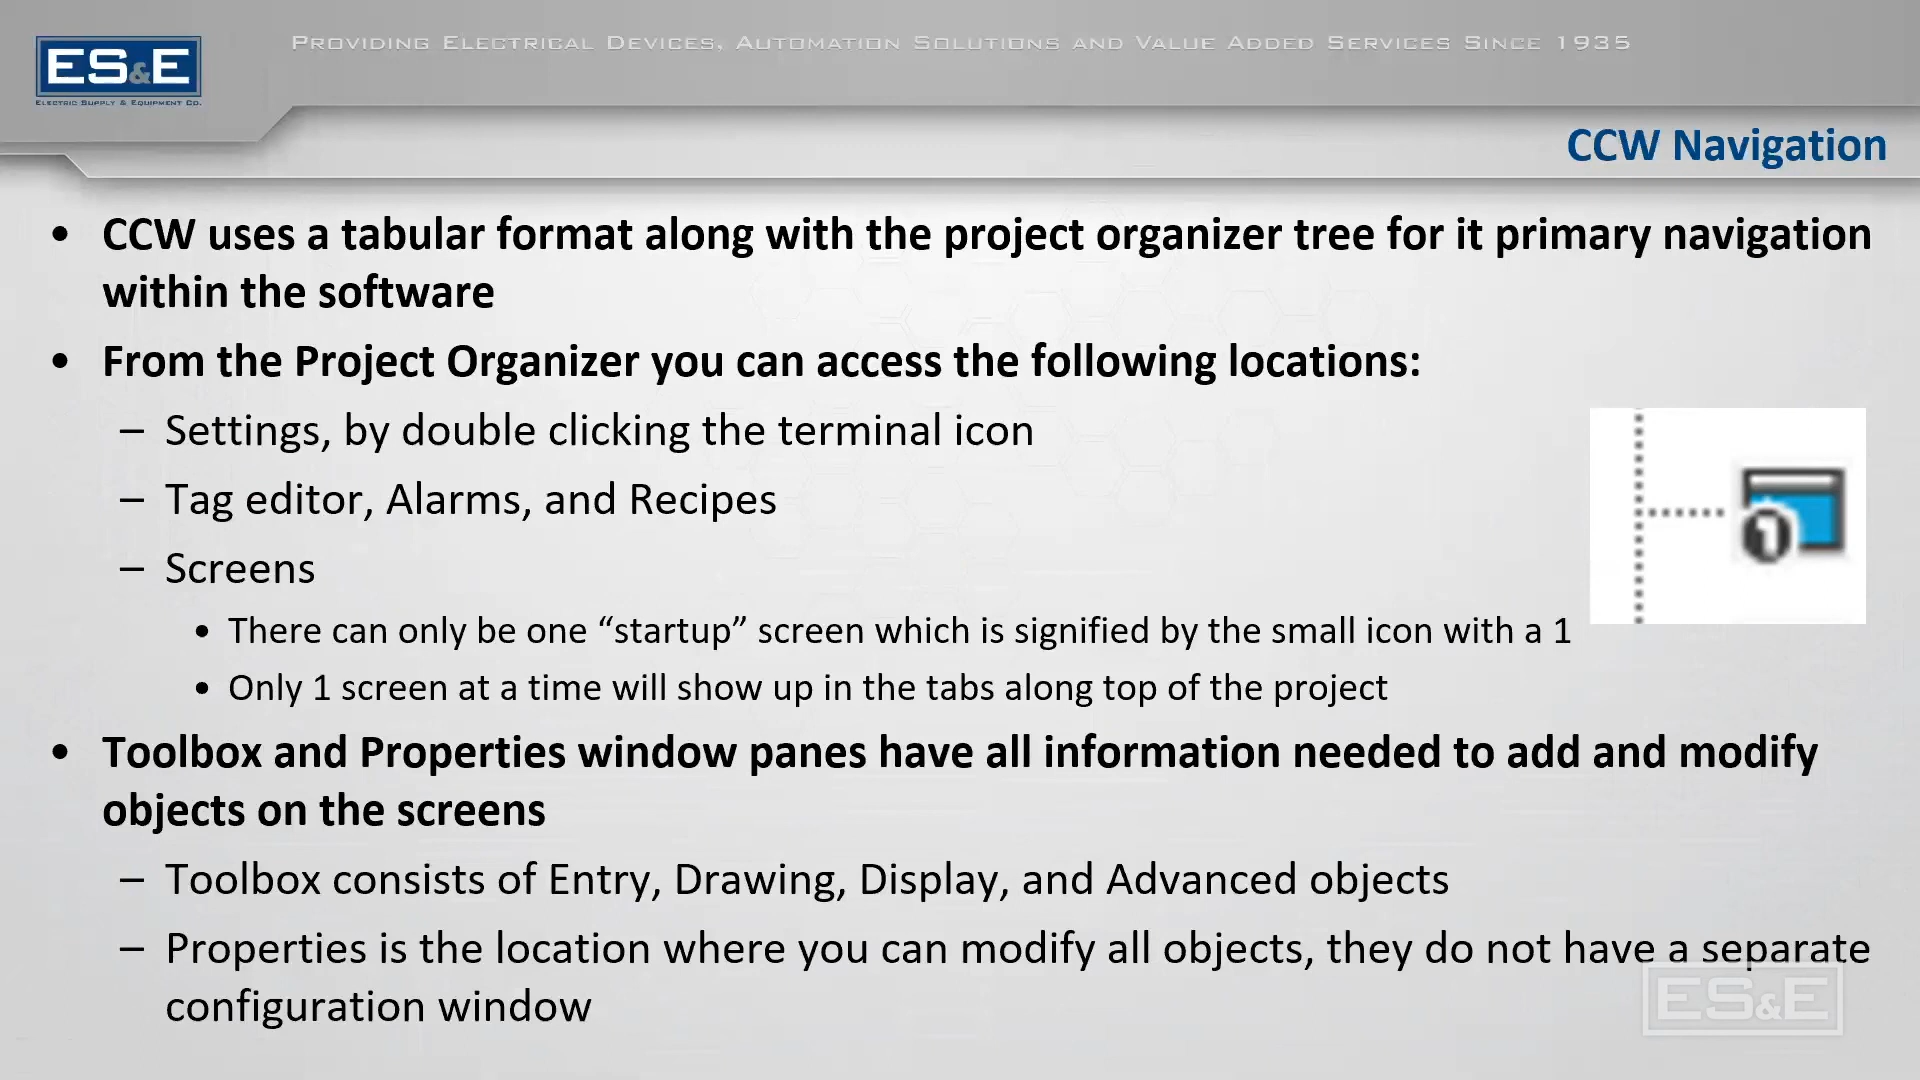 ES&E
Electric Supply & Equipment Co.
Providing Electrical Devices, Automation Solutions and Value Added Services Since 1935
CCW Navigation
• CCW uses a tabular format along with the project organizer tree for it primary navigation
within the software
• From the Project Organizer you can access the following locations:
– Settings, by double clicking the terminal icon
– Tag editor, Alarms, and Recipes
– Screens
• There can only be one “startup” screen which is signified by the small icon with a 1
• Only 1 screen at a time will show up in the tabs along top of the project
1
• Toolbox and Properties window panes have all information needed to add and modify
objects on the screens
– Toolbox consists of Entry, Drawing, Display, and Advanced objects
– Properties is the location where you can modify all objects, they do not have a separate
configuration window
ES&E